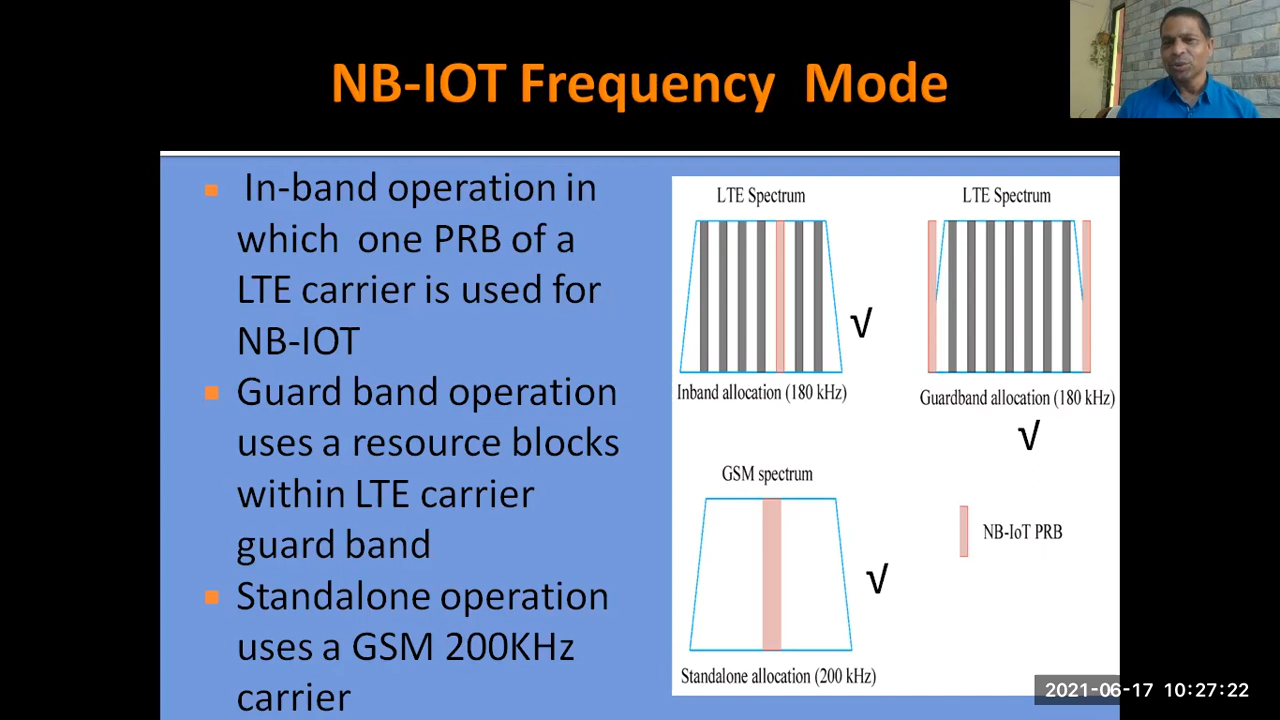 NB-IOT Frequency Mode
In-band operation in
which one PRB of a
LTE carrier is used for
NB-IOT
Guard band operation
uses a resource blocks
within LTE carrier
guard band
Standalone operation
uses a GSM 200KHz
carrier
LTE Spectrum
√
Inband allocation (180 kHz)
LTE Spectrum
Guardband allocation (180 kHz)
√
GSM spectrum
√
Standalone allocation (200 kHz)
NB-IoT PRB
2021-06-17 10:27:22